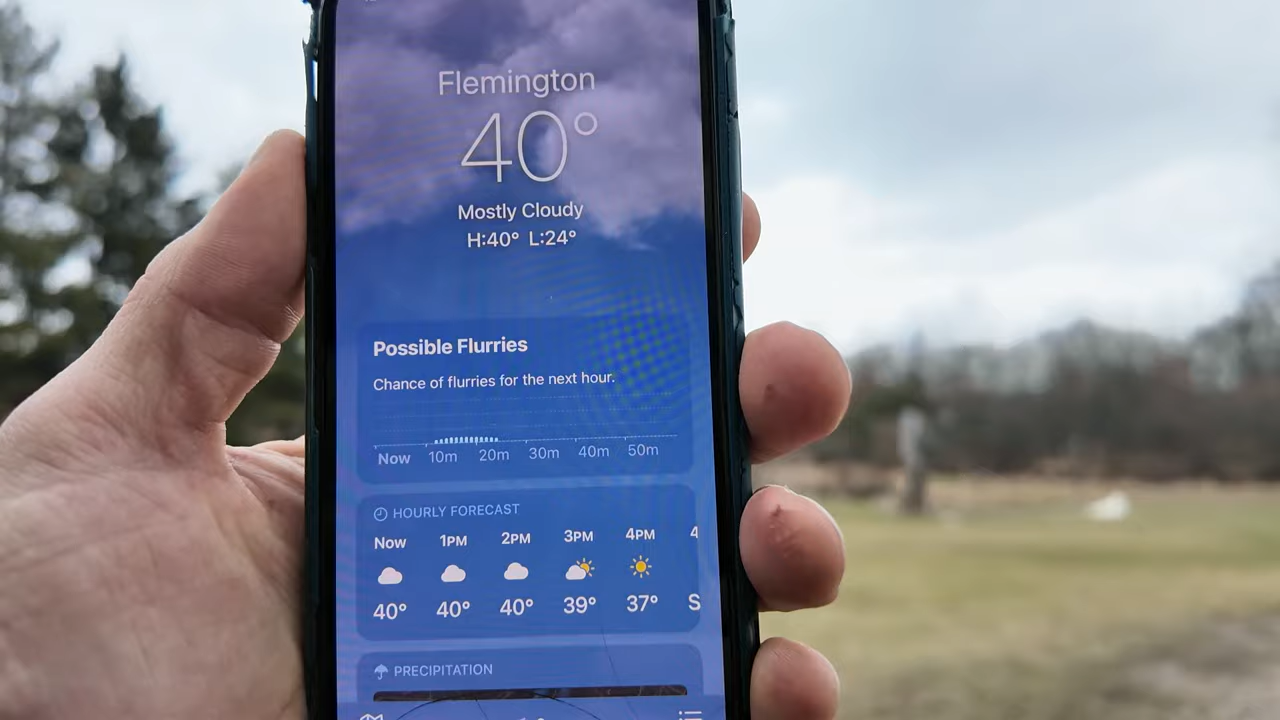 Flemington
40°
Mostly Cloudy
H:40° L:24°
Possible Flurries
Chance of flurries for the next hour.
Now 10m 20m 30m 40m 50m
HOURLY FORECAST
Now 1PM 2PM 3PM 4PM 4
40° 40° 40° 39° 37° S
PRECIPITATION